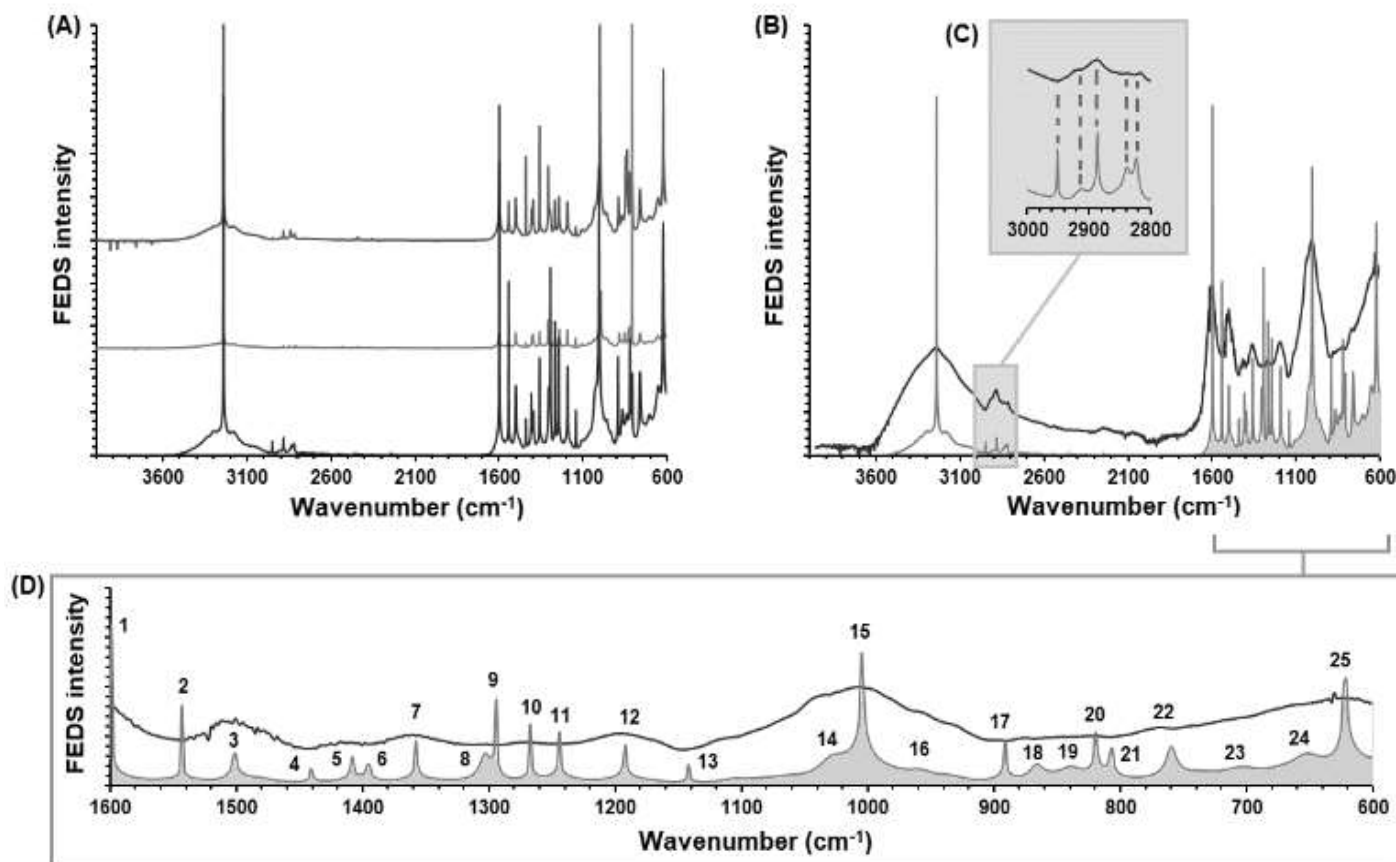 (A)
FEDS intensity
3600 3100 2600 2100 1600 1100 600
Wavenumber (cm-1)
(B)
FEDS intensity
3600 3100 2600 2100 1600 1100 600
Wavenumber (cm-1)
(C)
3000 2900 2800
(D)
FEDS intensity
1 2 3 4 5 6 7 8 9 10 11 12 13 14 15 16 17 18 19 20 21 22 23 24 25
1600 1500 1400 1300 1200 1100 1000 900 800 700 600
Wavenumber (cm-1)